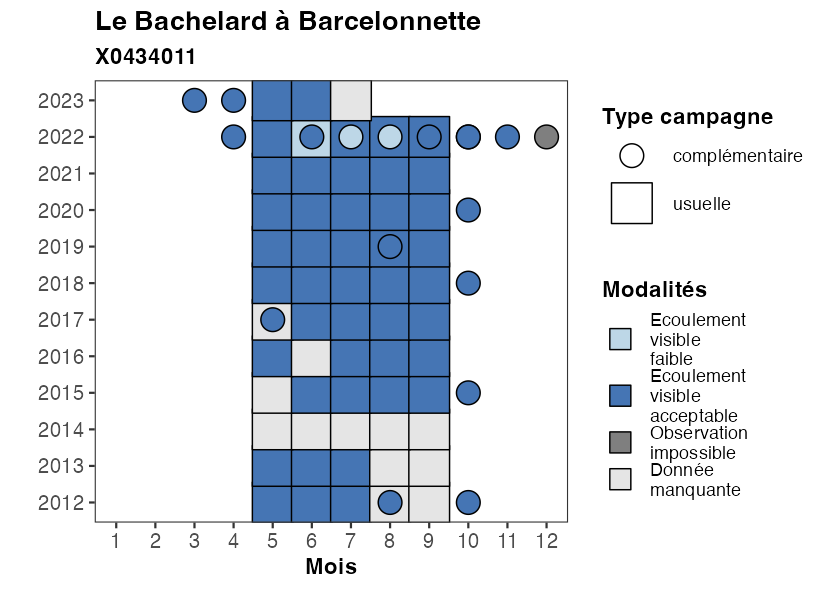 Le Bachelard à Barcelonnette
X0434011
2023
2022
2021
2020
2019
2018
2017
2016
2015
2014
2013
2012
1 2 3 4 5 6 7 8 9 10 11 12
Mois
Type campagne
complémentaire
usuelle
Modalités
Ecoulement
visible
faible
Ecoulement
visible
acceptable
Observation
impossible
Donnée
manquante